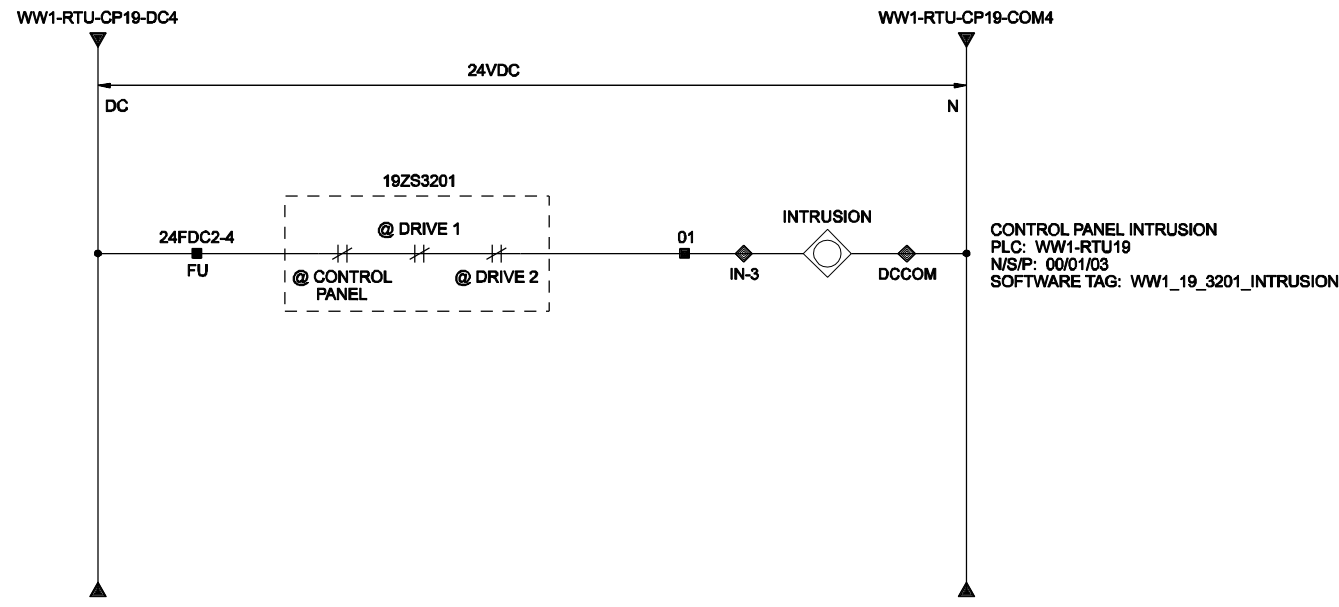 WW1-RTU-CP19-DC4
WW1-RTU-CP19-COM4
24VDC
DC
N
19ZS3201
@ DRIVE 1
INTRUSION
24FDC2-4
FU
@ CONTROL
PANEL
@ DRIVE 2
01
IN-3
DCCOM
CONTROL PANEL INTRUSION
PLC: WW1-RTU19
N/S/P: 00/01/03
SOFTWARE TAG: WW1_19_3201_INTRUSION